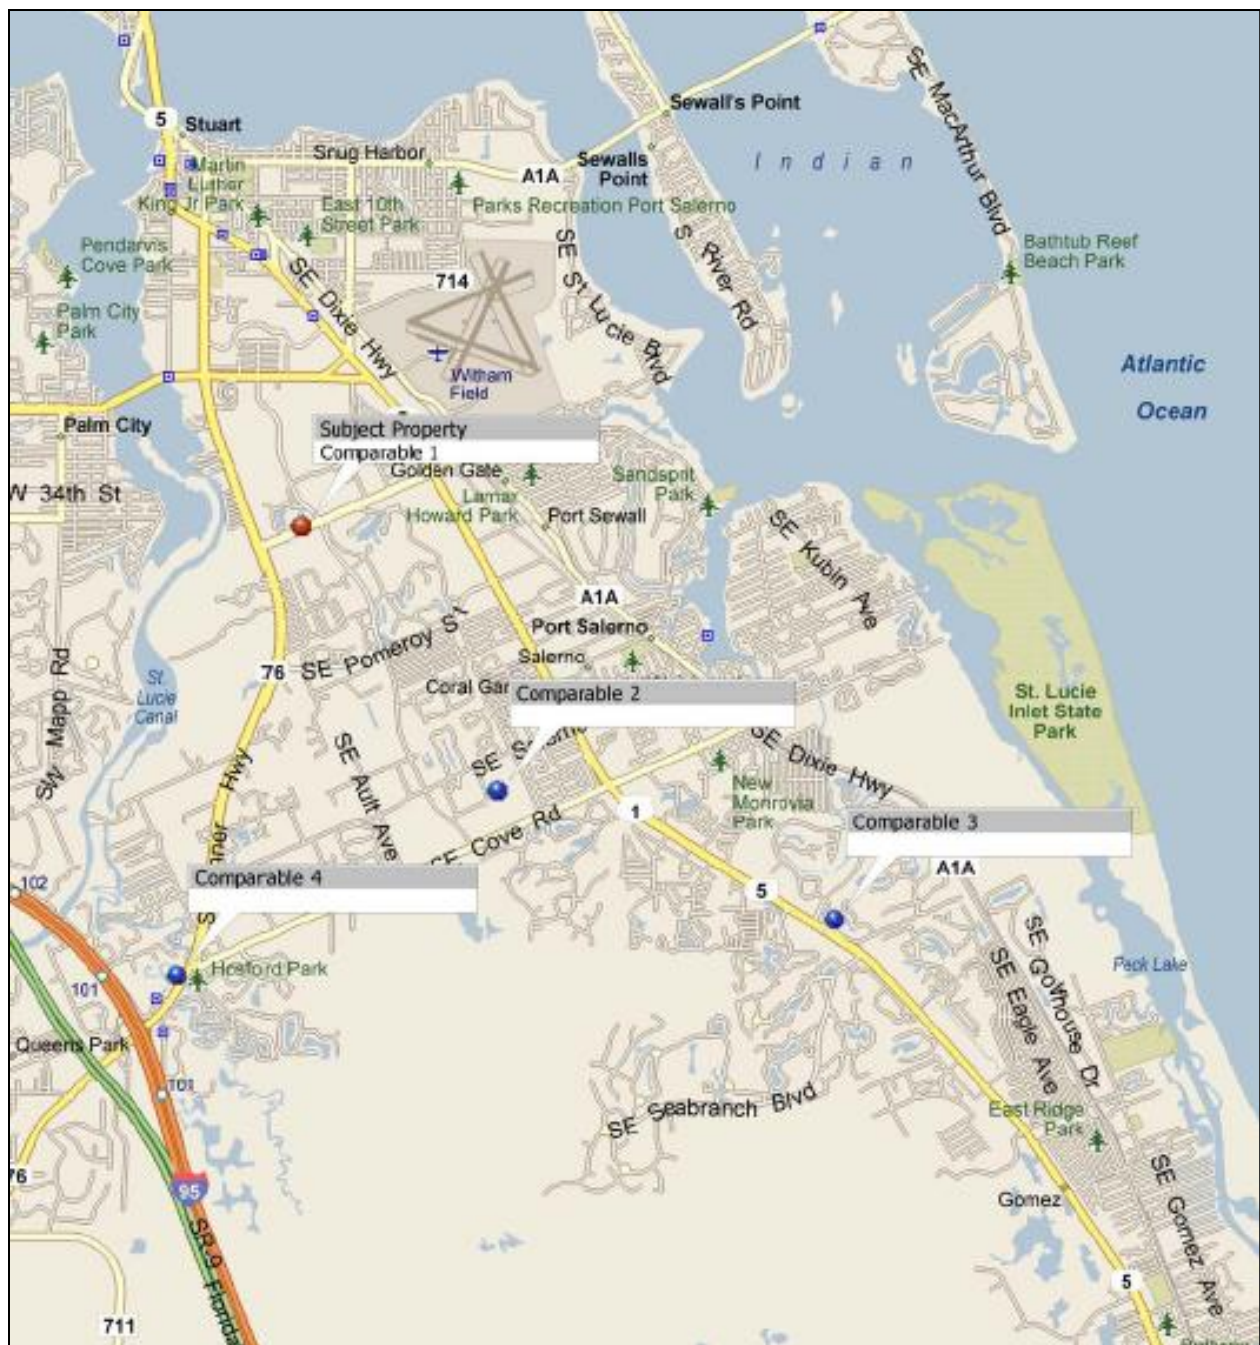 SE MacArthur Blvd
Sewall's Point
5
Stuart
Snug Harbor
Sewalls
Point
Indian
Martin
Luther
King Jr Park
A1A
East 10th
Street Park
Parks Recreation Port Salerno
S River Rd
Pendarvis
Cove Park
Bathtub Reef
Beach Park
SE St Lucie Blvd
714
SE Dixie Hwy
Palm City
Park
Witham
Field
Atlantic
Ocean
Palm City
Subject Property
Comparable 1
Golden Gate
Sandsprit
Park
W 34th St
Lamar
Howard Park
Port Sewall
SE Kubin Ave
A1A
SE Pomeroy St
Port Salerno
Salerno
76
SW Mapp Rd
St
Lucie
Canal
Coral Gar
Comparable 2
St. Lucie
Inlet State
Park
SE Salerno
SE Dixie Hwy
SE Ault Ave
New
Monrovia
Park
1
SE Cove Rd
Comparable 3
Hwy
A1A
Comparable 4
102
5
SE Eagle Ave
Peck Lake
Hosford Park
101
Queens Park
101
SE Seabranch Blvd
East Ridge
Park
76
95
Gomez
SE Gomez Ave
SR-9
Florida
5
711